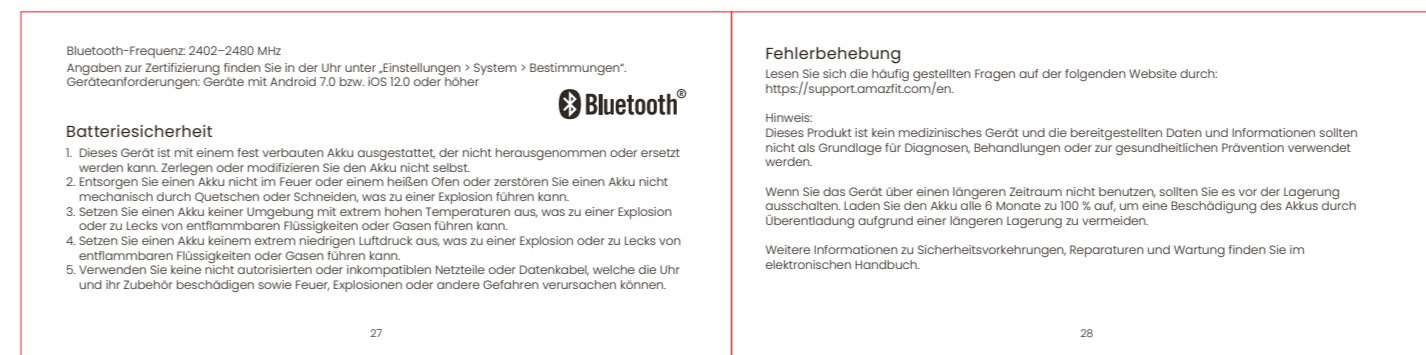 Bluetooth-Frequenz: 2402–2480 MHz
Angaben zur Zertifizierung finden Sie in der Uhr unter „Einstellungen > System > Bestimmungen“.
Geräteanforderungen: Geräte mit Android 7.0 bzw. iOS 12.0 oder höher
Bluetooth®
Batteriesicherheit
1. Dieses Gerät ist mit einem fest verbauten Akku ausgestattet, der nicht herausgenommen oder ersetzt
werden kann. Zerlegen oder modifizieren Sie den Akku nicht selbst.
2. Entsorgen Sie einen Akku nicht im Feuer oder einem heißen Ofen oder zerstören Sie einen Akku nicht
mechanisch durch Quetschen oder Schneiden, was zu einer Explosion führen kann.
3. Setzen Sie einen Akku keiner Umgebung mit extrem hohen Temperaturen aus, was zu einer Explosion
oder zu Lecks von entflammbaren Flüssigkeiten oder Gasen führen kann.
4. Setzen Sie einen Akku keinem extrem niedrigen Luftdruck aus, was zu einer Explosion oder zu Lecks von
entflammbaren Flüssigkeiten oder Gasen führen kann.
5. Verwenden Sie keine nicht autorisierten oder inkompatiblen Netzteile oder Datenkabel, welche die Uhr
und ihr Zubehör beschädigen sowie Feuer, Explosionen oder andere Gefahren verursachen können.
27
Fehlerbehebung
Lesen Sie sich die häufig gestellten Fragen auf der folgenden Website durch:
https://support.amazfit.com/en.
Hinweis:
Dieses Produkt ist kein medizinisches Gerät und die bereitgestellten Daten und Informationen sollten
nicht als Grundlage für Diagnosen, Behandlungen oder zur gesundheitlichen Prävention verwendet
werden.
Wenn Sie das Gerät über einen längeren Zeitraum nicht benutzen, sollten Sie es vor der Lagerung
ausschalten. Laden Sie den Akku alle 6 Monate zu 100 % auf, um eine Beschädigung des Akkus durch
Überentladung aufgrund einer längeren Lagerung zu vermeiden.
Weitere Informationen zu Sicherheitsvorkehrungen, Reparaturen und Wartung finden Sie im
elektronischen Handbuch.
28